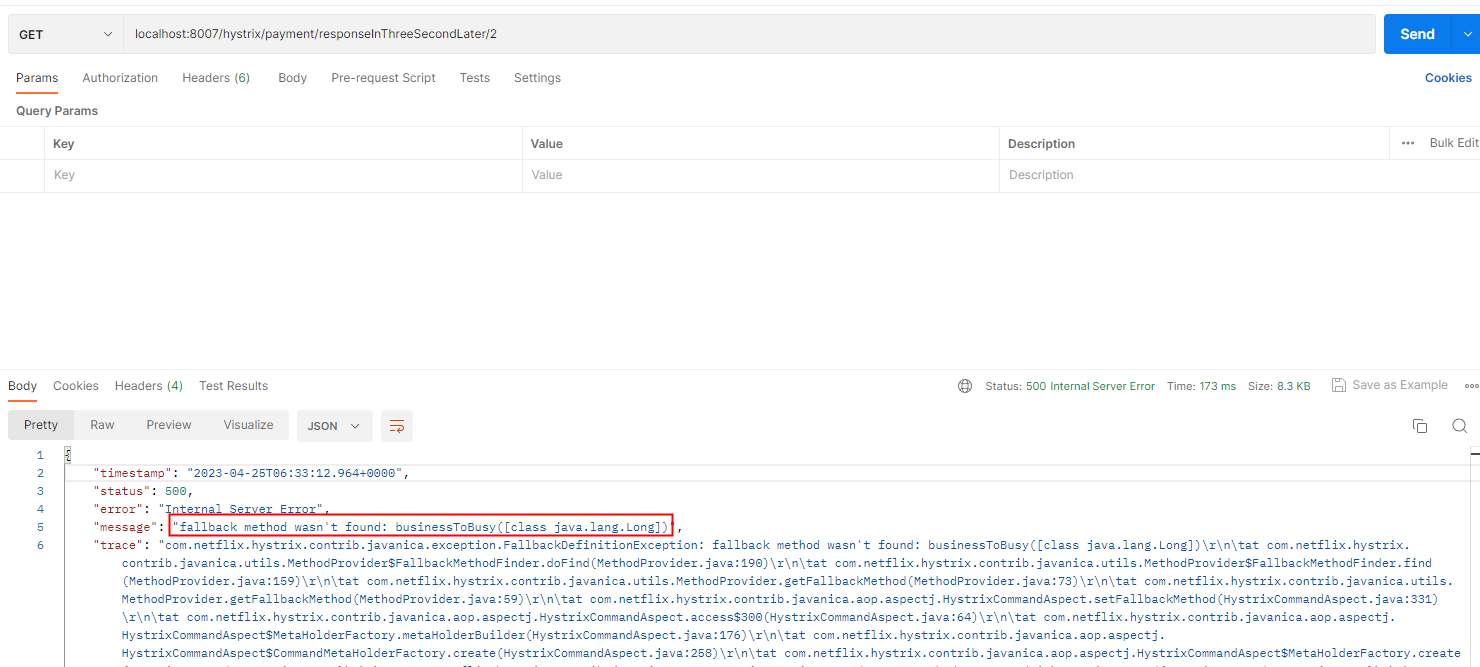 GET localhost:8007/hystrix/payment/responseInThreeSecondLater/2 Send
Params Authorization Headers (6) Body Pre-request Script Tests Settings Cookies
Query Params
Key Value Description ••• Bulk Edit
Key Value Description
Body Cookies Headers (4) Test Results Status: 500 Internal Server Error Time: 173 ms Size: 8.3 KB Save as Example
Pretty Raw Preview Visualize JSON
1 {
2 "timestamp": "2023-04-25T06:33:12.964+0000",
3 "status": 500,
4 "error": "Internal Server Error",
5 "message": "fallback method wasn't found: businessToBusy([class java.lang.Long])",
6 "trace": "com.netflix.hystrix.contrib.javanica.exception.FallbackDefinitionException: fallback method wasn't found: businessToBusy([class java.lang.Long])\r\n\tat com.netflix.hystrix.
contrib.javanica.utils.MethodProvider$FallbackMethodFinder.doFind(MethodProvider.java:190)\r\n\tat com.netflix.hystrix.contrib.javanica.utils.MethodProvider$FallbackMethodFinder.find
(MethodProvider.java:159)\r\n\tat com.netflix.hystrix.contrib.javanica.utils.MethodProvider.getFallbackMethod(MethodProvider.java:73)\r\n\tat com.netflix.hystrix.contrib.javanica.utils.
MethodProvider.getFallbackMethod(MethodProvider.java:59)\r\n\tat com.netflix.hystrix.contrib.javanica.aop.aspectj.HystrixCommandAspect.setFallbackMethod(HystrixCommandAspect.java:331)
\r\n\tat com.netflix.hystrix.contrib.javanica.aop.aspectj.HystrixCommandAspect.access$300(HystrixCommandAspect.java:64)\r\n\tat com.netflix.hystrix.contrib.javanica.aop.aspectj.
HystrixCommandAspect$MetaHolderFactory.metaHolderBuilder(HystrixCommandAspect.java:176)\r\n\tat com.netflix.hystrix.contrib.javanica.aop.aspectj.
HystrixCommandAspect$CommandMetaHolderFactory.create(HystrixCommandAspect.java:258)\r\n\tat com.netflix.hystrix.contrib.javanica.aop.aspectj.HystrixCommandAspect$MetaHolderFactory.create